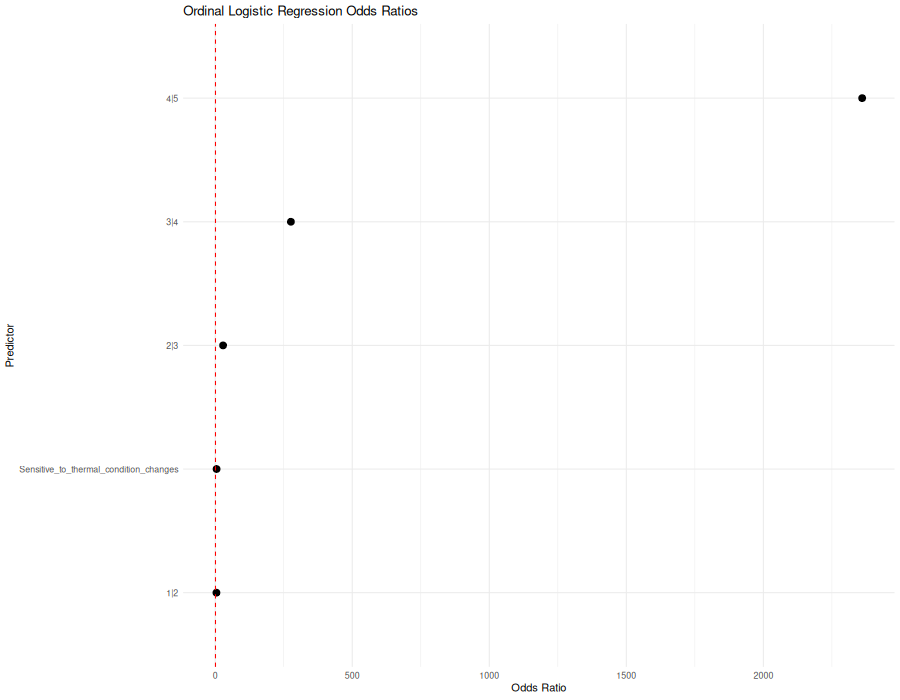 Ordinal Logistic Regression Odds Ratios
Predictor
4|5
3|4
2|3
Sensitive_to_thermal_condition_changes
1|2
0 500 1000 1500 2000
Odds Ratio